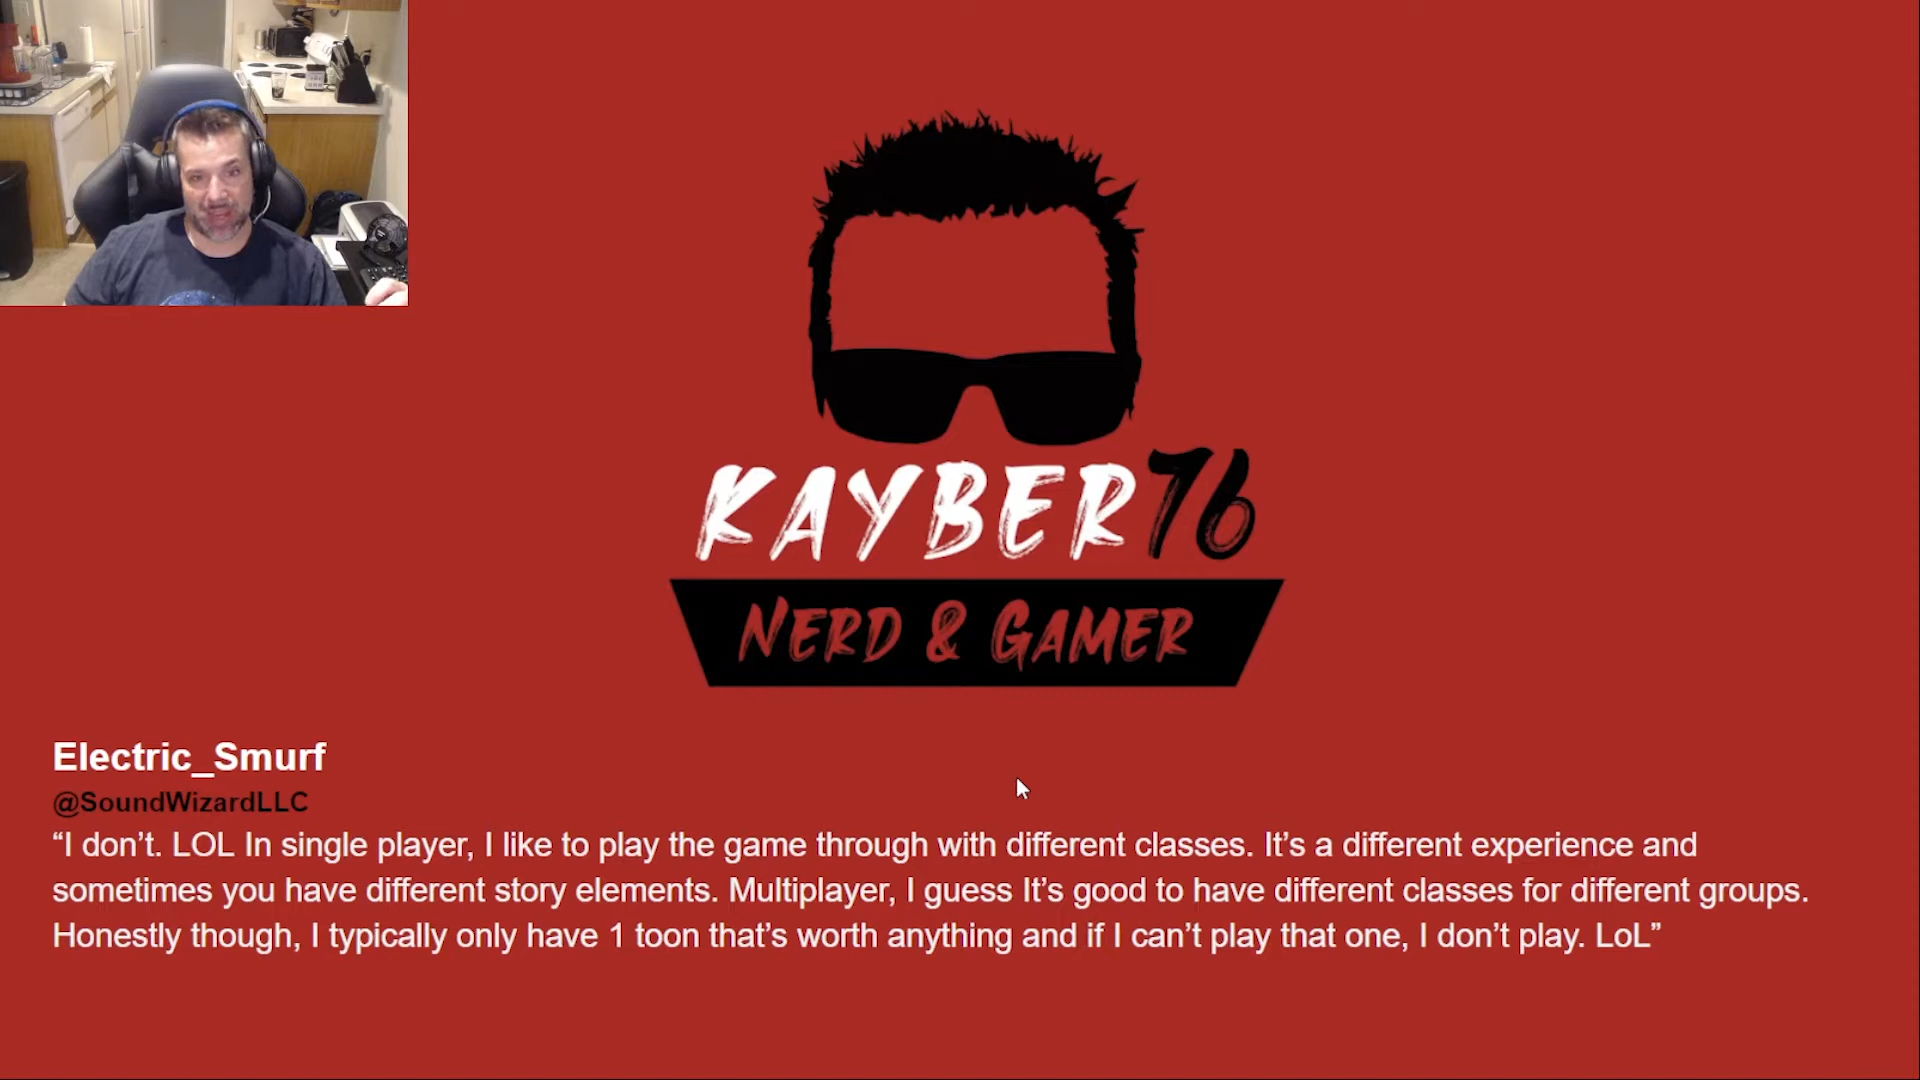 KAYBER76
NERD & GAMER
Electric_Smurf
@SoundWizardLLC
“I don’t. LOL In single player, I like to play the game through with different classes. It’s a different experience and
sometimes you have different story elements. Multiplayer, I guess It’s good to have different classes for different groups.
Honestly though, I typically only have 1 toon that’s worth anything and if I can’t play that one, I don’t play. LoL”